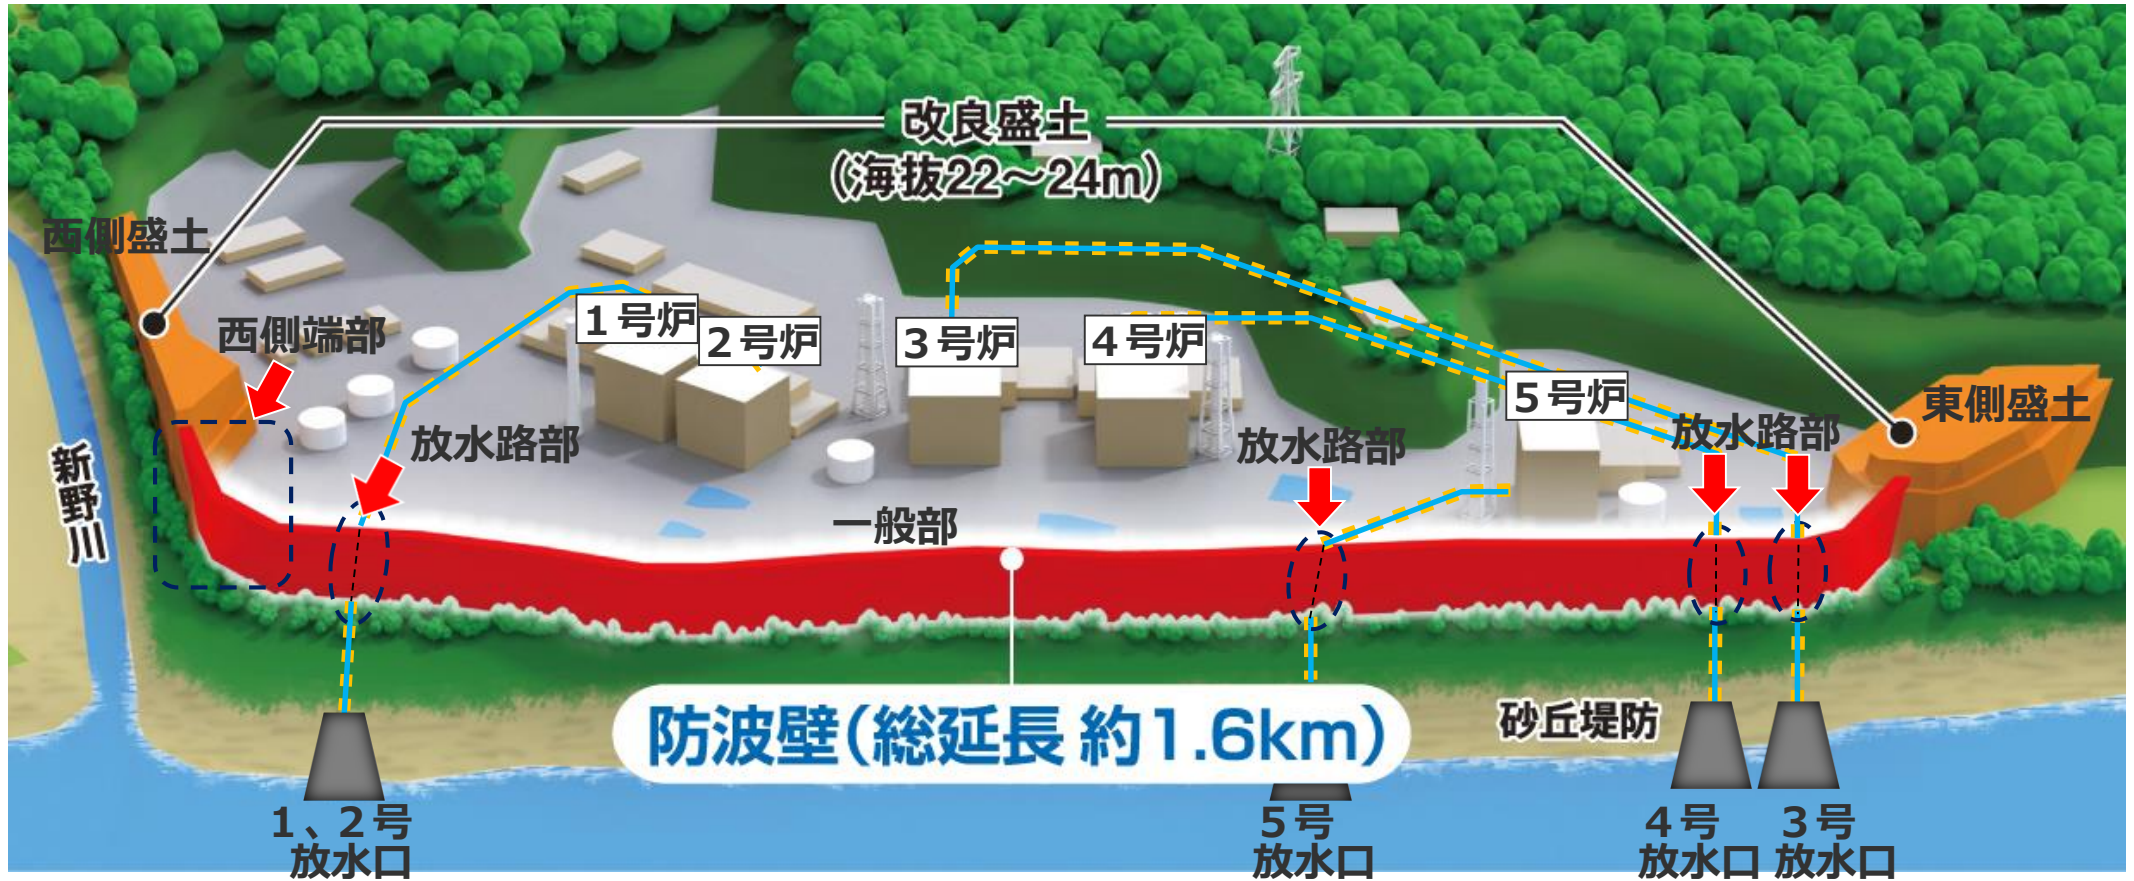 改良盛土
（海抜22～24m）
西側盛土
西側端部
1号炉
2号炉
3号炉
4号炉
5号炉
東側盛土
放水路部
放水路部
放水路部
新野川
一般部
防波壁（総延長 約1.6km）
砂丘堤防
1、2号
放水口
5号
放水口
4号
放水口
3号
放水口